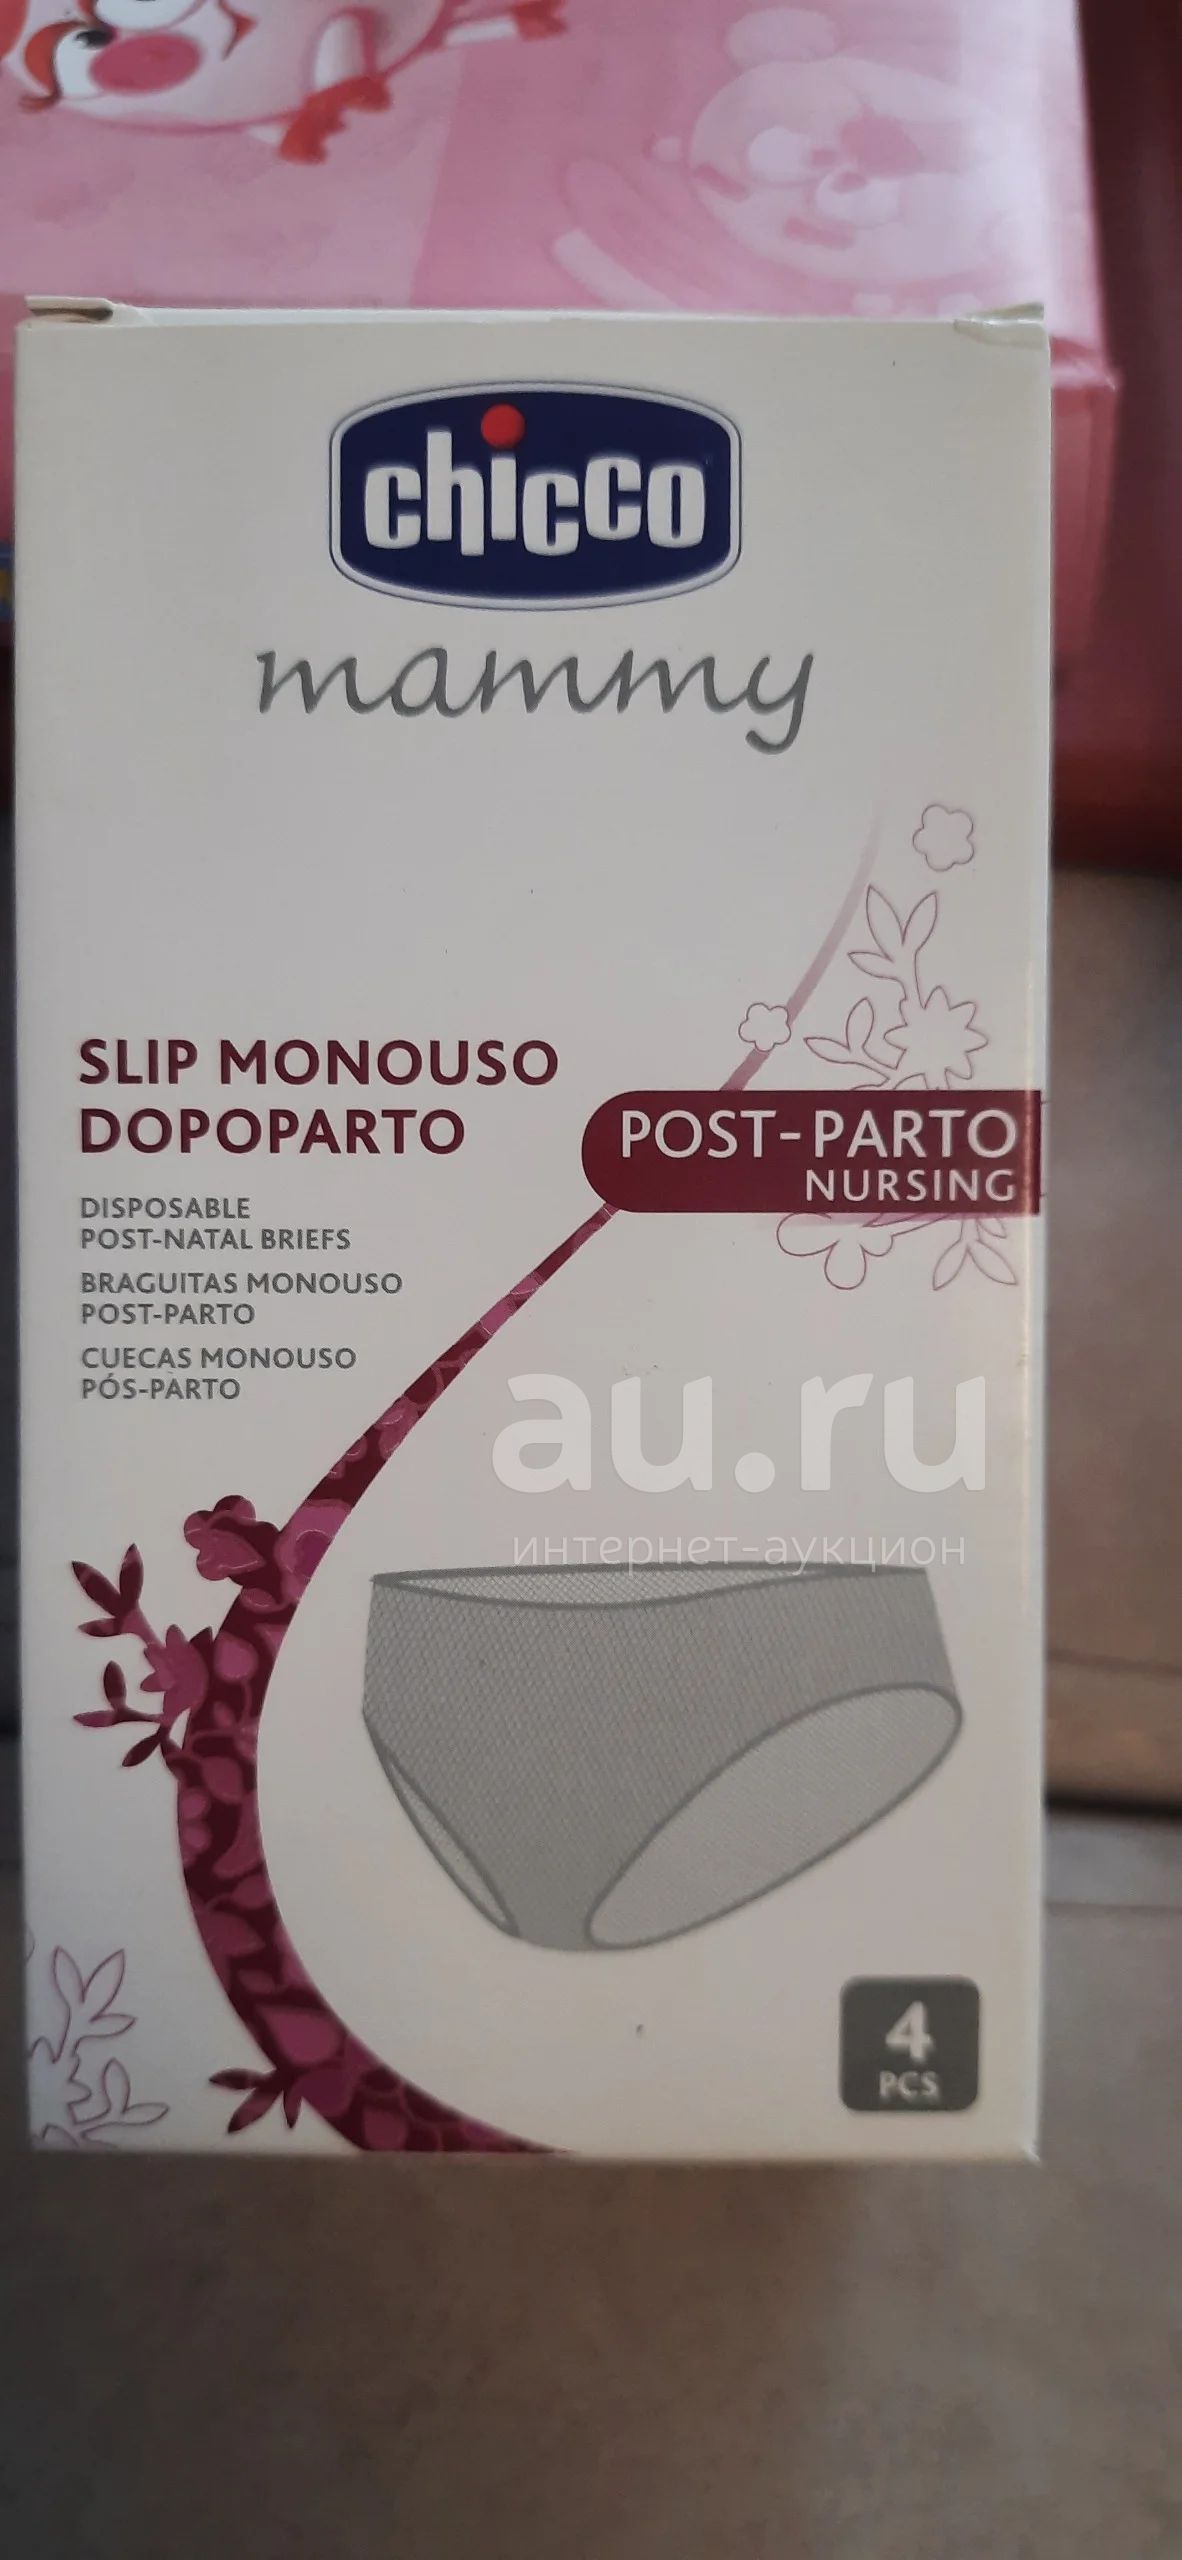 chicco
mammy
SLIP MONOUSO
DOPOPARTO
POST-PARTO
NURSING
DISPOSABLE
POST-NATAL BRIEFS
BRAGUITAS MONOUSO
POST-PARTO
CUECAS MONOUSO
PÓS-PARTO
au.ru
интернет-аукцион
4
PCS